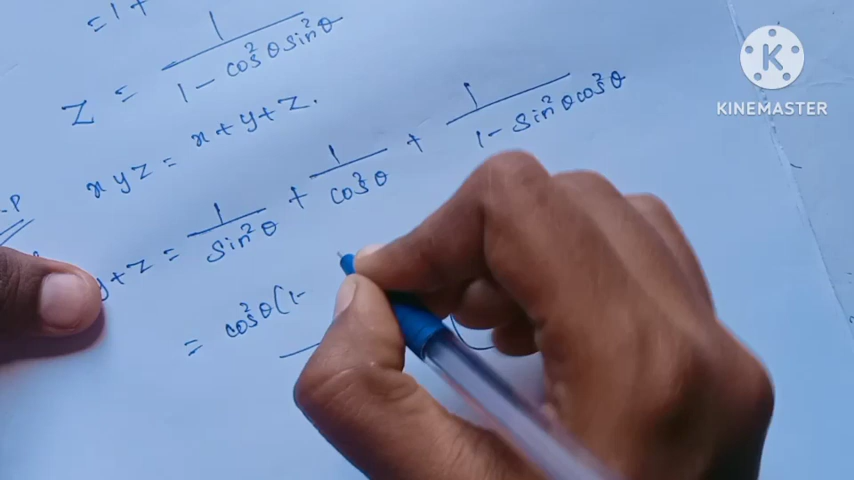 = 1 +
Z = 1 / 1 - cos²θ sin²θ
xyz = x + y + z.
.P
y + z = 1 / sin²θ + 1 / cos²θ + 1 / 1 - sin²θ cos²θ
= cos²θ (1 -
K
KINEMASTER